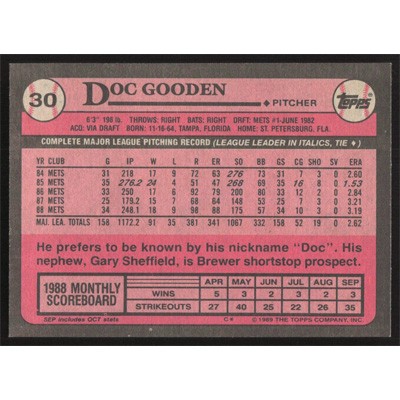 30
DOC GOODEN
♦ PITCHER
TOPPS
6'3" 198 lb. THROWS: RIGHT BATS: RIGHT DRFT: METS #1-JUNE 1982
ACQ: VIA DRAFT BORN: 11-16-64, TAMPA, FLORIDA HOME: ST. PETERSBURG, FLA.
COMPLETE MAJOR LEAGUE PITCHING RECORD (LEAGUE LEADER IN ITALICS, TIE ♦)
YR CLUB G IP W L R ER SO BB GS CG SHO SV ERA
84 METS 31 218 17 9 72 63 276 73 31 7 3 0 2.60
85 METS 35 276.2 24 4 51 47 268 69 35 16 8 0 1.53
86 METS 33 250 17 6 92 79 200 80 33 12 2 0 2.84
87 METS 25 179.2 15 7 68 64 148 53 25 7 3 0 3.21
88 METS 34 248.1 18 9 98 88 175 57 34 10 3 0 3.19
MAJ. LEA. TOTALS 158 1172.2 91 35 381 341 1067 332 158 52 19 0 2.62
He prefers to be known by his nickname "Doc". His
nephew, Gary Sheffield, is Brewer shortstop prospect.
1988 MONTHLY SCOREBOARD
APR MAY JUN JUL AUG SEP
WINS 5 3 2 3 2 3
STRIKEOUTS 27 40 25 22 26 35
SEP includes OCT stats
C*
© 1989 THE TOPPS COMPANY, INC.